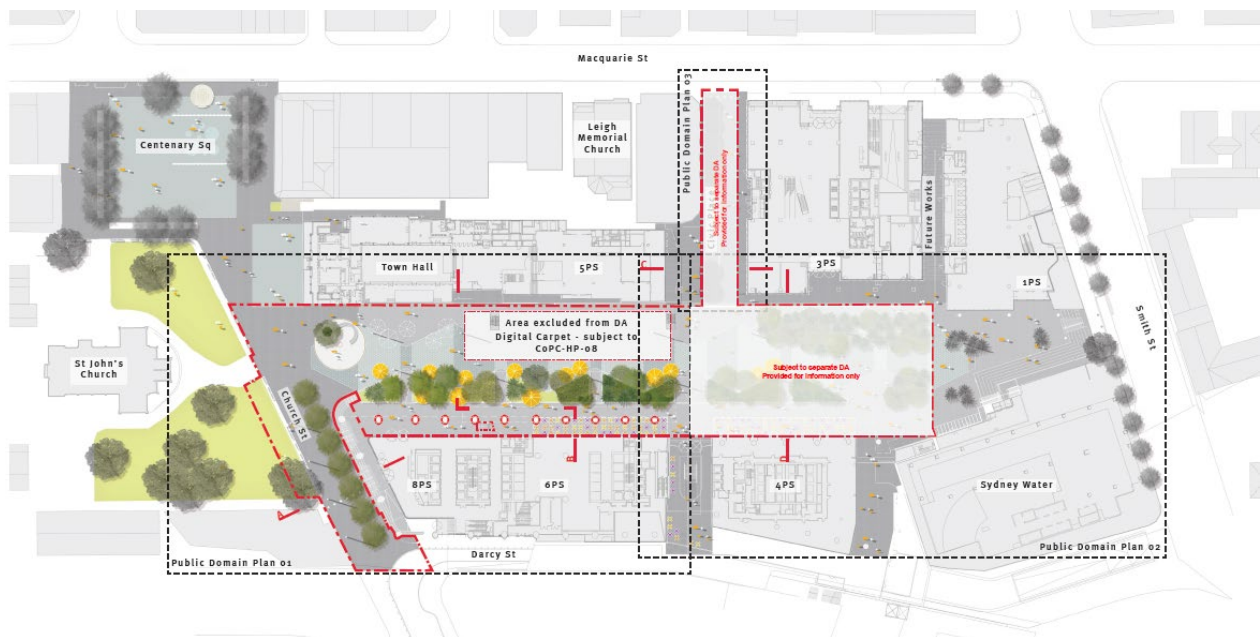 Macquarie St
Public Domain Plan 03
Centenary Sq
Leigh
Memorial
Church
Subject to separate DA
Provided for information only
Future Works
Town Hall
5PS
C
3PS
1PS
Smith St
Area excluded from DA
Digital Carpet - subject to
CoPC-HP-08
St John's
Church
Church St
Subject to separate DA
Provided for information only
8PS
6PS
B
4PS
D
Sydney Water
Darcy St
Public Domain Plan 01
Public Domain Plan 02